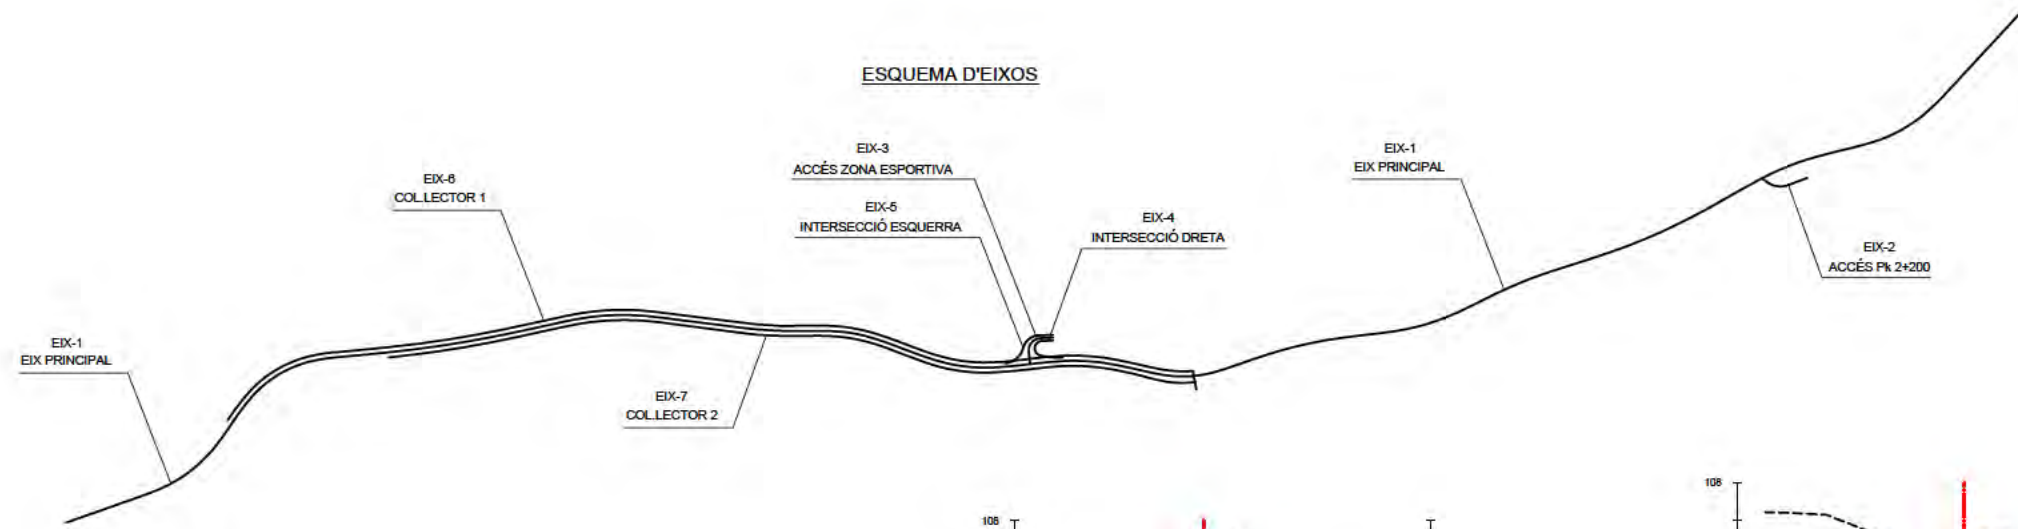 ESQUEMA D'EIXOS
EIX-3
ACCÉS ZONA ESPORTIVA
EIX-1
EIX PRINCIPAL
EIX-6
COL.LECTOR 1
EIX-5
INTERSECCIÓ ESQUERRA
EIX-4
INTERSECCIÓ DRETA
EIX-2
ACCÉS Pk 2+200
EIX-1
EIX PRINCIPAL
EIX-7
COL.LECTOR 2
108
108